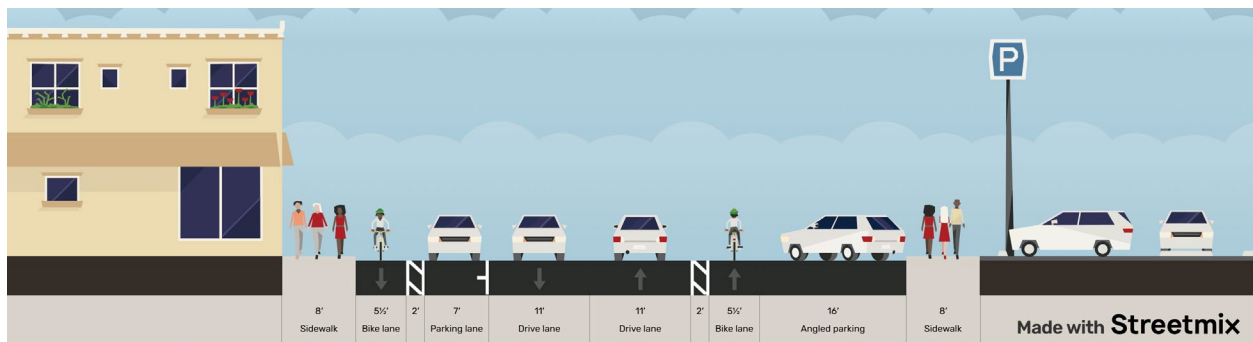 P
8'
Sidewalk
5½'
Bike lane
2'
7'
Parking lane
11'
Drive lane
11'
Drive lane
2'
5½'
Bike lane
16'
Angled parking
8'
Sidewalk
Made with Streetmix